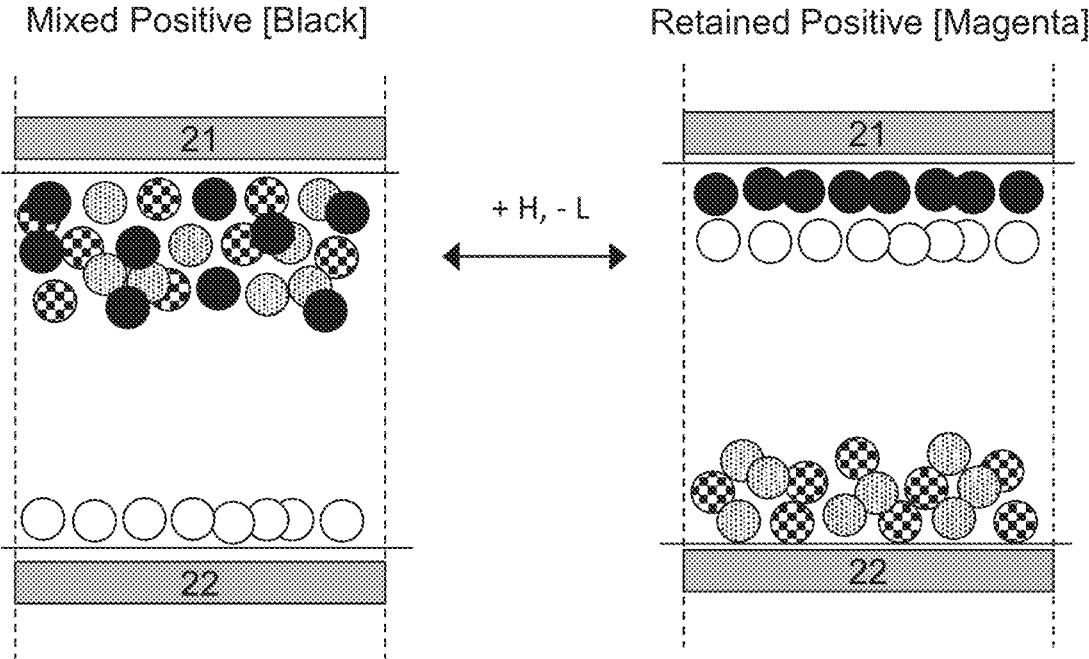 Mixed Positive [Black]
Retained Positive [Magenta]
21
21
+ H, - L
22
22